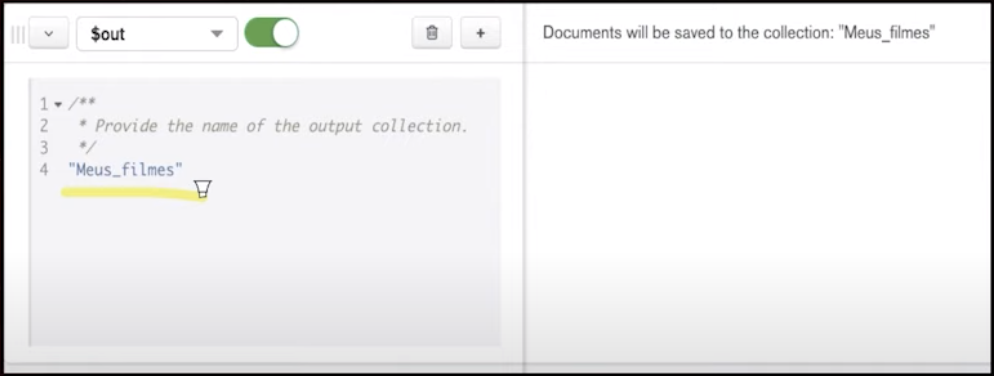 $out
+
Documents will be saved to the collection: "Meus_filmes"
1 /**
2 * Provide the name of the output collection.
3 */
4 "Meus_filmes"